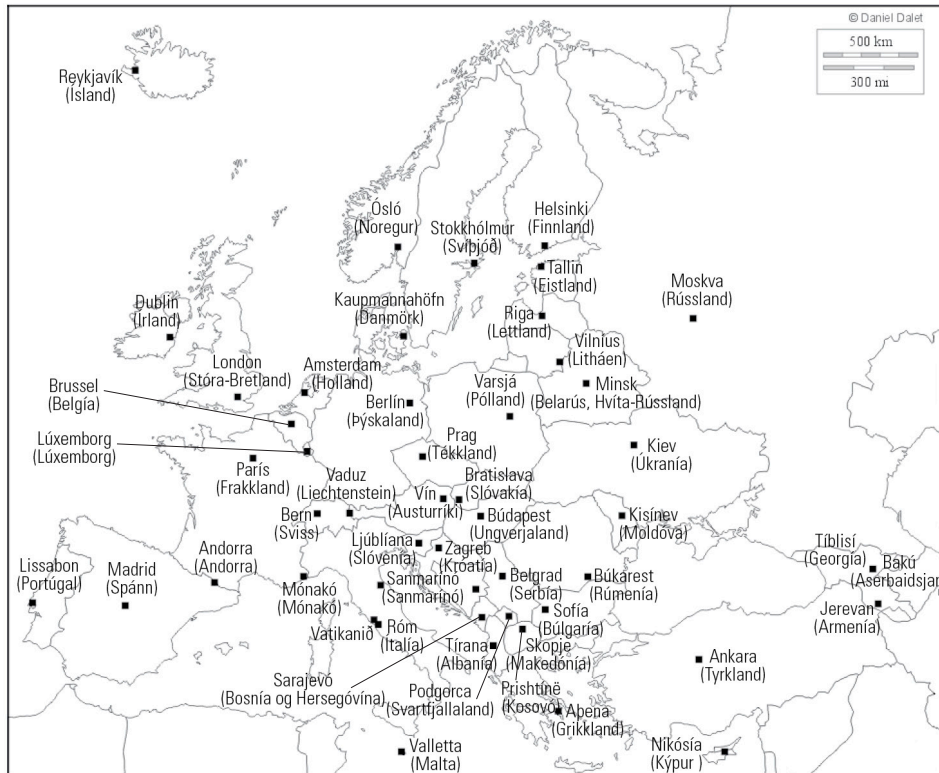 © Daniel Dalet
500 km
300 mi
Reykjavík
(Ísland)
Ósló
(Noregur)
Stokkhólmur
(Svíþjóð)
Helsinki
(Finnland)
Tallin
(Eistland)
Moskva
(Rússland)
Dublin
(Írland)
Kaupmannahöfn
(Danmörk)
Riga
(Lettland)
Vilníus
(Litháen)
London
(Stóra-Bretland)
Amsterdam
(Holland)
Brussel
(Belgía)
Berlín
(Þýskaland)
Varsjá
(Pólland)
Minsk
(Belarús, Hvíta-Rússland)
Lúxemborg
(Lúxemborg)
París
(Frakkland)
Prag
(Tékkland)
Kiev
(Úkranía)
Vaduz
(Liechtenstein)
Vín
(Austurríki)
Bratislava
(Slóvakía)
Bern
(Sviss)
Búdapest
(Ungverjaland)
Kisínev
(Moldóva)
Ljúblíana
(Slóvenía)
Zagreb
(Króatía)
Tíblisí
(Georgía)
Bakú
(Aserbaídsjan)
Lissabon
(Portúgal)
Madrid
(Spánn)
Andorra
(Andorra)
Mónakó
(Mónakó)
Sanmarínó
(Sanmarínó)
Belgrad
(Serbía)
Búkarest
(Rúmenía)
Jerevan
(Armenía)
Vatikanið
Róm
(Ítalía)
Tírana
(Albanía)
Sofía
(Búlgaría)
Skopje
(Makedónía)
Ankara
(Tyrkland)
Sarajevó
(Bosnía og Hersegóvína)
Podgorca
(Svartfjallaland)
Prishtínë
(Kosovó)
Aþena
(Grikkland)
Valletta
(Malta)
Níkósía
(Kýpur )